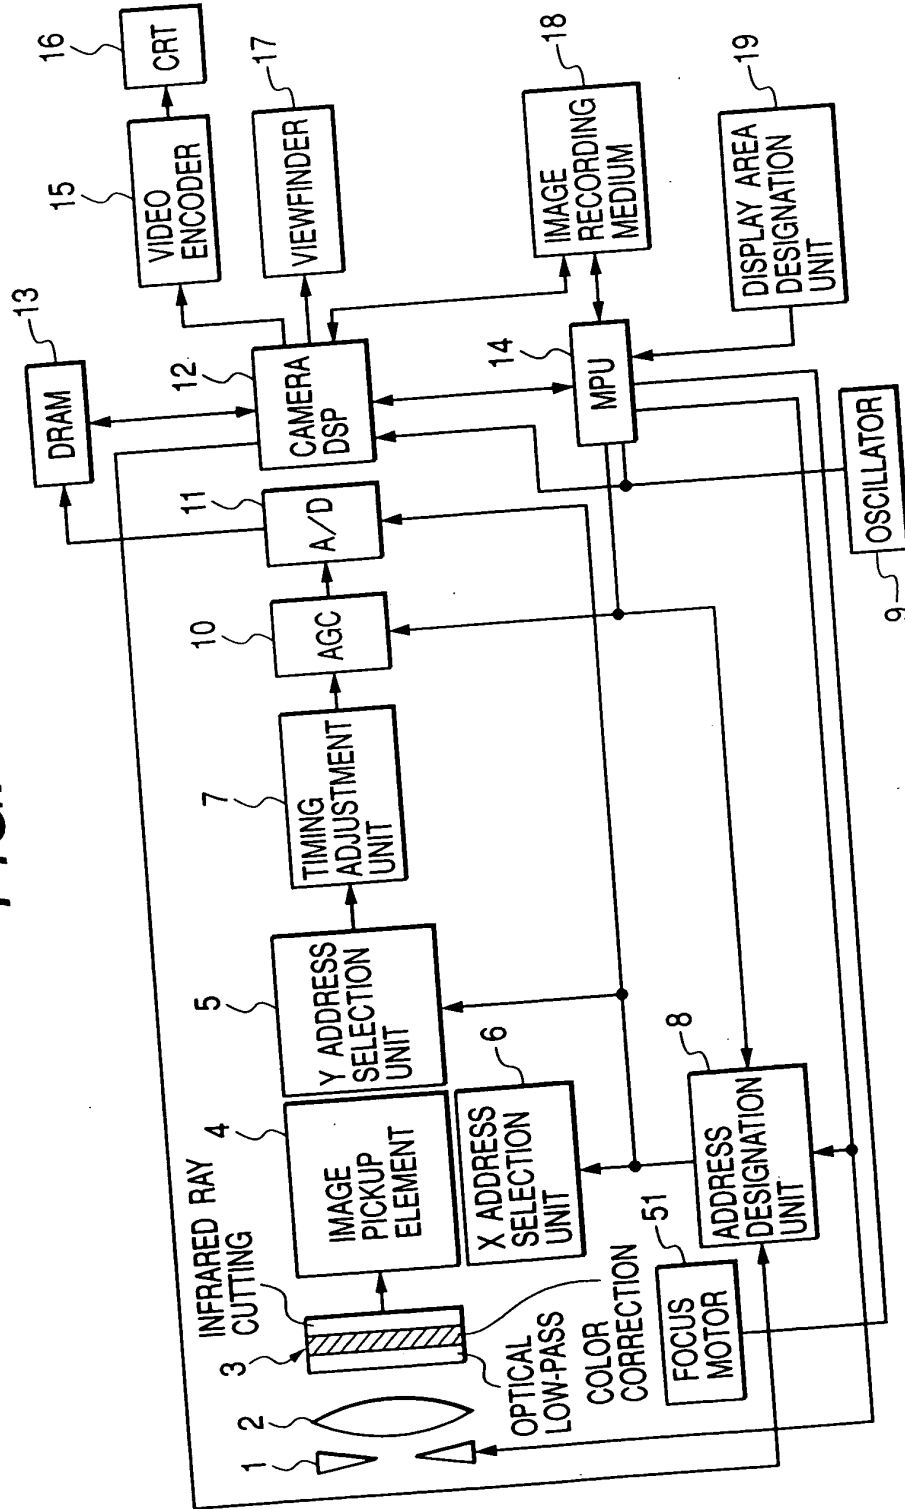 16
CRT
15
VIDEO
ENCODER
17
VIEWFINDER
18
IMAGE
RECORDING
MEDIUM
19
DISPLAY AREA
DESIGNATION
UNIT
13
DRAM
12
CAMERA
DSP
14
MPU
11
A/D
10
AGC
9
OSCILLATOR
7
TIMING
ADJUSTMENT
UNIT
5
Y ADDRESS
SELECTION
UNIT
4
IMAGE
PICKUP
ELEMENT
6
X ADDRESS
SELECTION
UNIT
8
ADDRESS
DESIGNATION
UNIT
INFRARED RAY
CUTTING
3
OPTICAL
LOW-PASS
COLOR
CORRECTION
51
FOCUS
MOTOR
2
1